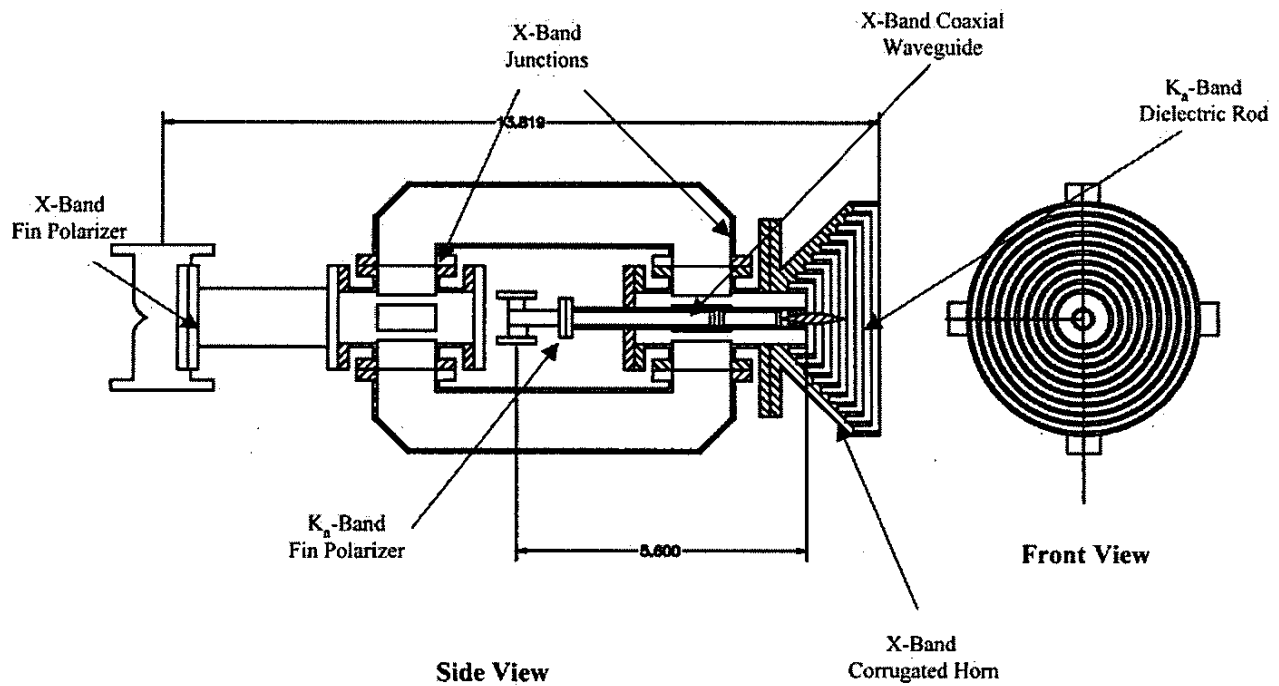 X-Band
Junctions
X-Band Coaxial
Waveguide
Ka-Band
Dielectric Rod
13.819
X-Band
Fin Polarizer
Ka-Band
Fin Polarizer
5.600
Front View
X-Band
Corrugated Horn
Side View